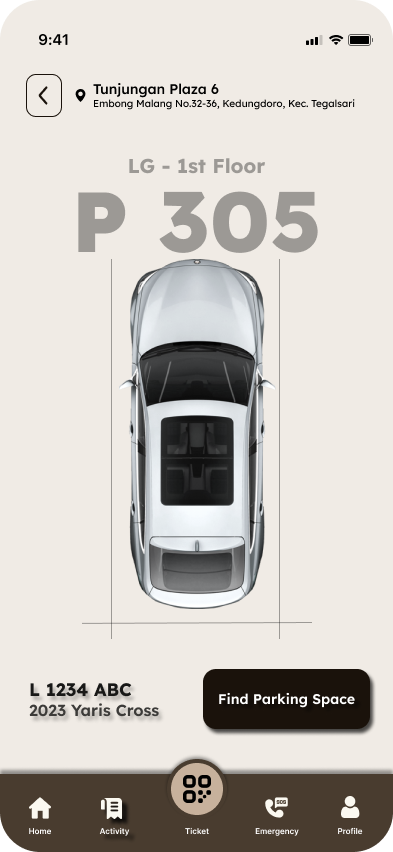 9:41
Tunjungan Plaza 6
Embong Malang No.32-36, Kedungdoro, Kec. Tegalsari
LG - 1st Floor
P 305
L 1234 ABC
2023 Yaris Cross
Find Parking Space
SOS
Home
Activity
Ticket
Emergency
Profile